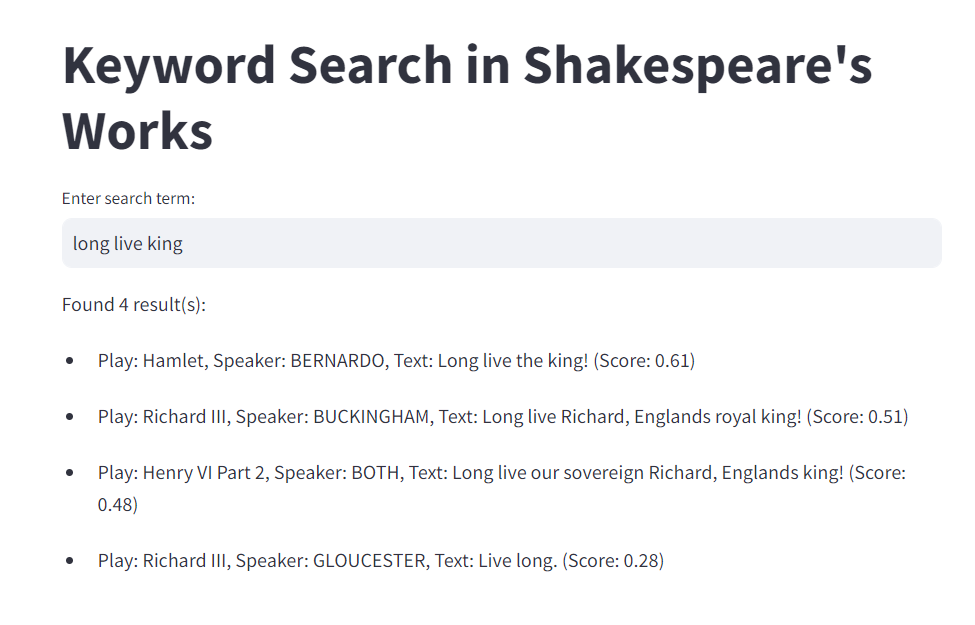 Keyword Search in Shakespeare's
Works
Enter search term:
long live king
Found 4 result(s):
• Play: Hamlet, Speaker: BERNARDO, Text: Long live the king! (Score: 0.61)
• Play: Richard III, Speaker: BUCKINGHAM, Text: Long live Richard, Englands royal king! (Score: 0.51)
• Play: Henry VI Part 2, Speaker: BOTH, Text: Long live our sovereign Richard, Englands king! (Score:
0.48)
• Play: Richard III, Speaker: GLOUCESTER, Text: Live long. (Score: 0.28)